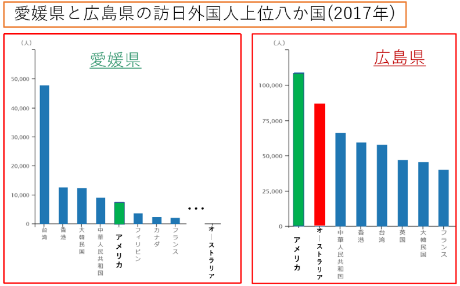 愛媛県と広島県の訪日外国人上位八か国(2017年)
(人)
愛媛県
50,000
40,000
30,000
20,000
10,000
0
台湾
香港
大韓民国
中華人民共和国
アメリカ
フィリピン
カナダ
フランス
…
オーストラリア
(人)
広島県
100,000
75,000
50,000
25,000
0
アメリカ
オーストラリア
中華人民共和国
香港
台湾
英国
大韓民国
フランス